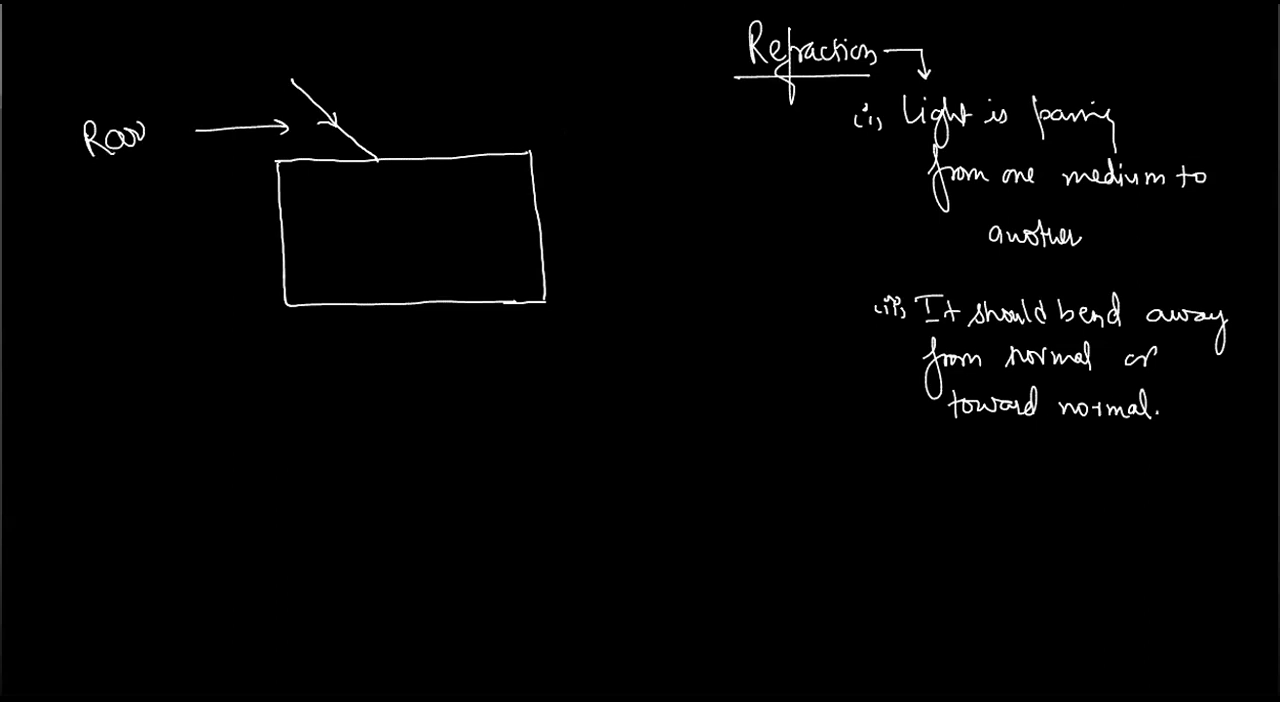 Refraction
(i) Light is passing
from one medium to
another
(ii) It should bend away
from normal or
toward normal.